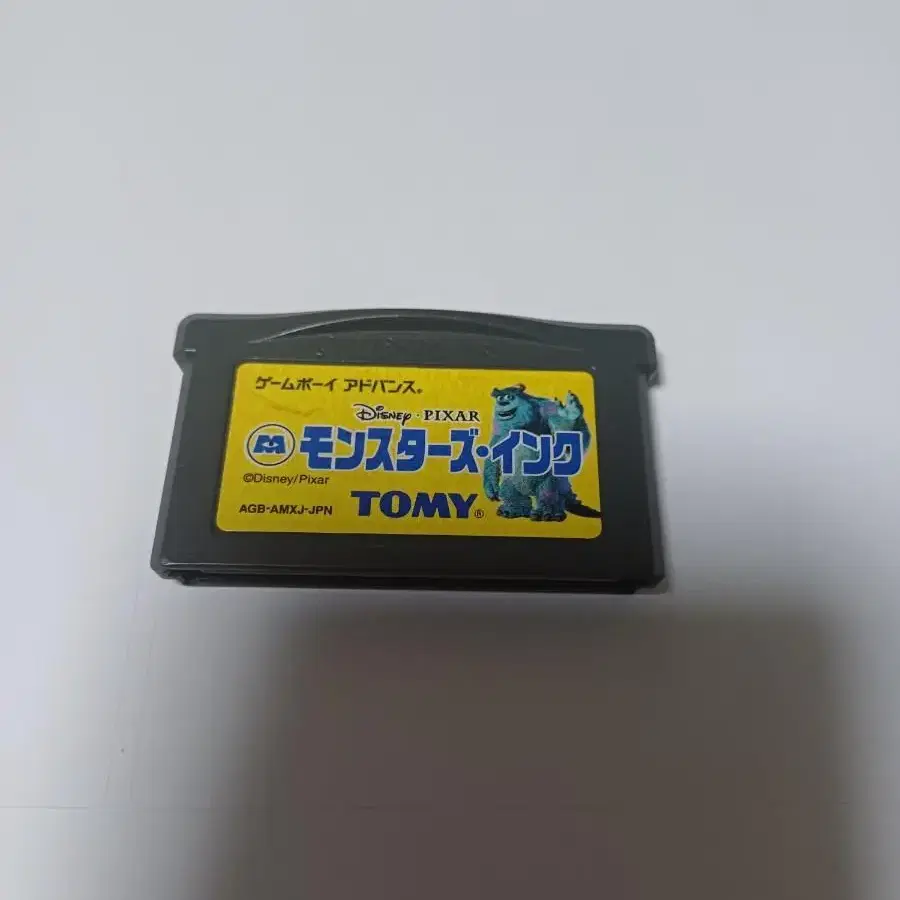 ゲームボーイ アドバンス®
Disney · PIXAR
M モンスターズ・インク
©Disney/Pixar
TOMY®
AGB-AMXJ-JPN